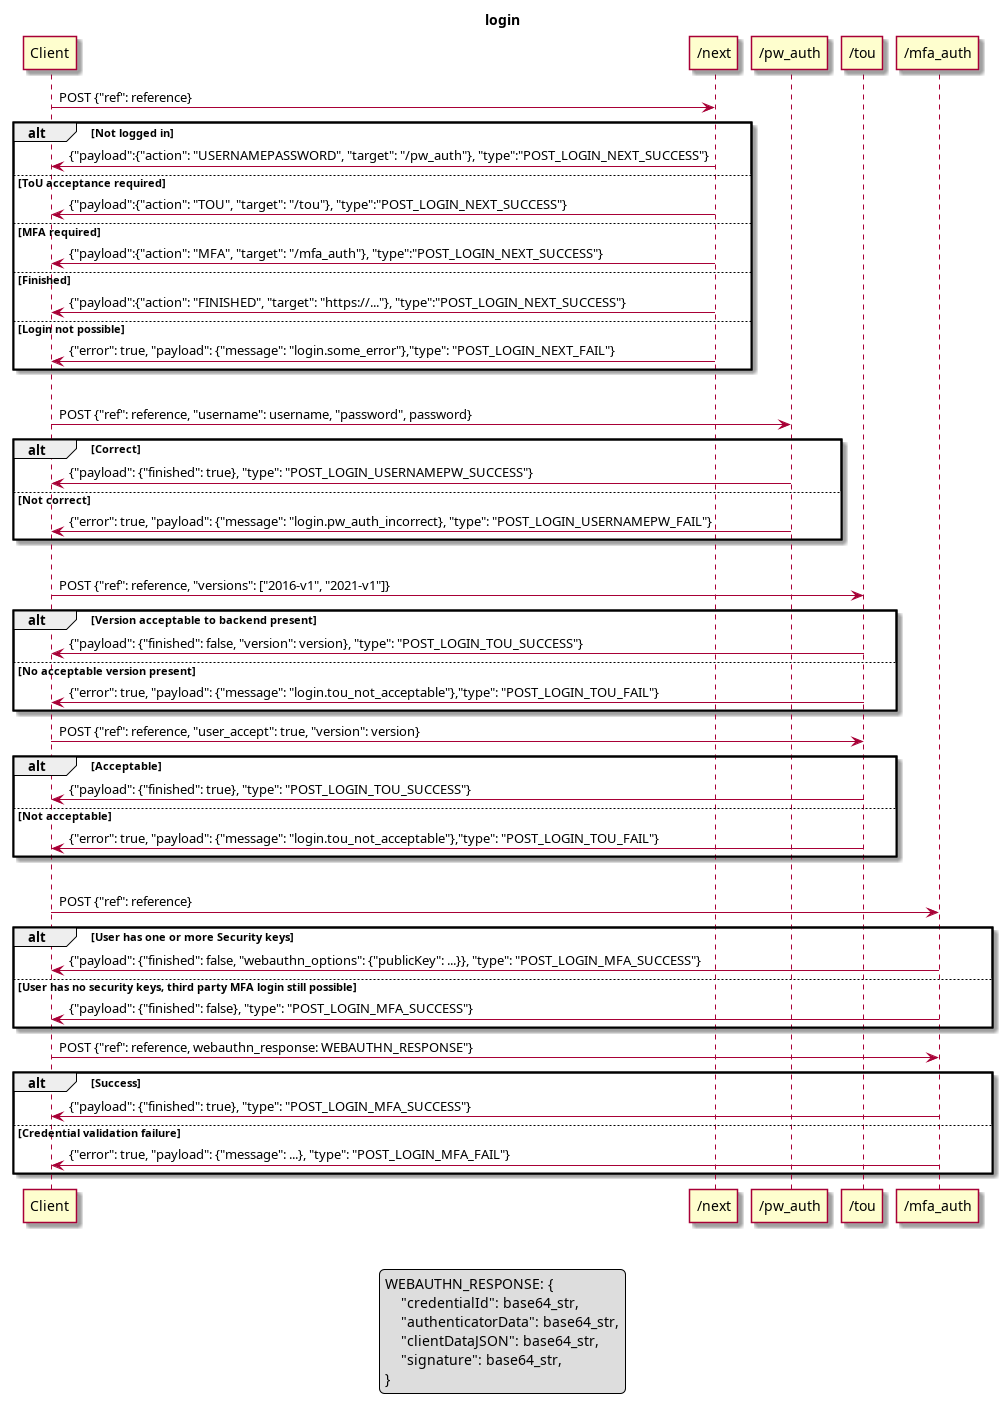 login
Client /next /pw_auth /tou /mfa_auth
POST {"ref": reference}
alt [Not logged in]
{"payload":{"action": "USERNAMEPASSWORD", "target": "/pw_auth"}, "type":"POST_LOGIN_NEXT_SUCCESS"}
[ToU acceptance required]
{"payload":{"action": "TOU", "target": "/tou"}, "type":"POST_LOGIN_NEXT_SUCCESS"}
[MFA required]
{"payload":{"action": "MFA", "target": "/mfa_auth"}, "type":"POST_LOGIN_NEXT_SUCCESS"}
[Finished]
{"payload":{"action": "FINISHED", "target": "https://..."}, "type":"POST_LOGIN_NEXT_SUCCESS"}
[Login not possible]
{"error": true, "payload": {"message": "login.some_error"},"type": "POST_LOGIN_NEXT_FAIL"}
POST {"ref": reference, "username": username, "password", password}
alt [Correct]
{"payload": {"finished": true}, "type": "POST_LOGIN_USERNAMEPW_SUCCESS"}
[Not correct]
{"error": true, "payload": {"message": "login.pw_auth_incorrect}, "type": "POST_LOGIN_USERNAMEPW_FAIL"}
POST {"ref": reference, "versions": ["2016-v1", "2021-v1"]}
alt [Version acceptable to backend present]
{"payload": {"finished": false, "version": version}, "type": "POST_LOGIN_TOU_SUCCESS"}
[No acceptable version present]
{"error": true, "payload": {"message": "login.tou_not_acceptable"},"type": "POST_LOGIN_TOU_FAIL"}
POST {"ref": reference, "user_accept": true, "version": version}
alt [Acceptable]
{"payload": {"finished": true}, "type": "POST_LOGIN_TOU_SUCCESS"}
[Not acceptable]
{"error": true, "payload": {"message": "login.tou_not_acceptable"},"type": "POST_LOGIN_TOU_FAIL"}
POST {"ref": reference}
alt [User has one or more Security keys]
{"payload": {"finished": false, "webauthn_options": {"publicKey": ...}}, "type": "POST_LOGIN_MFA_SUCCESS"}
[User has no security keys, third party MFA login still possible]
{"payload": {"finished": false}, "type": "POST_LOGIN_MFA_SUCCESS"}
POST {"ref": reference, webauthn_response: WEBAUTHN_RESPONSE"}
alt [Success]
{"payload": {"finished": true}, "type": "POST_LOGIN_MFA_SUCCESS"}
[Credential validation failure]
{"error": true, "payload": {"message": ...}, "type": "POST_LOGIN_MFA_FAIL"}
Client /next /pw_auth /tou /mfa_auth
WEBAUTHN_RESPONSE: {
"credentialId": base64_str,
"authenticatorData": base64_str,
"clientDataJSON": base64_str,
"signature": base64_str,
}